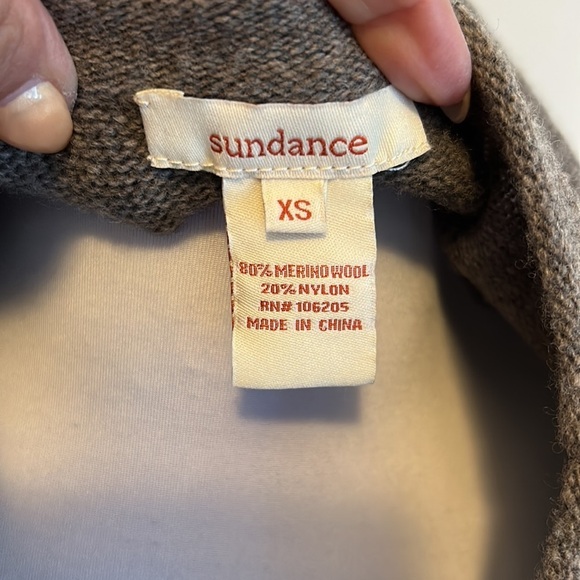 sundance
XS
80% MERINO WOOL
20% NYLON
RN# 106205
MADE IN CHINA